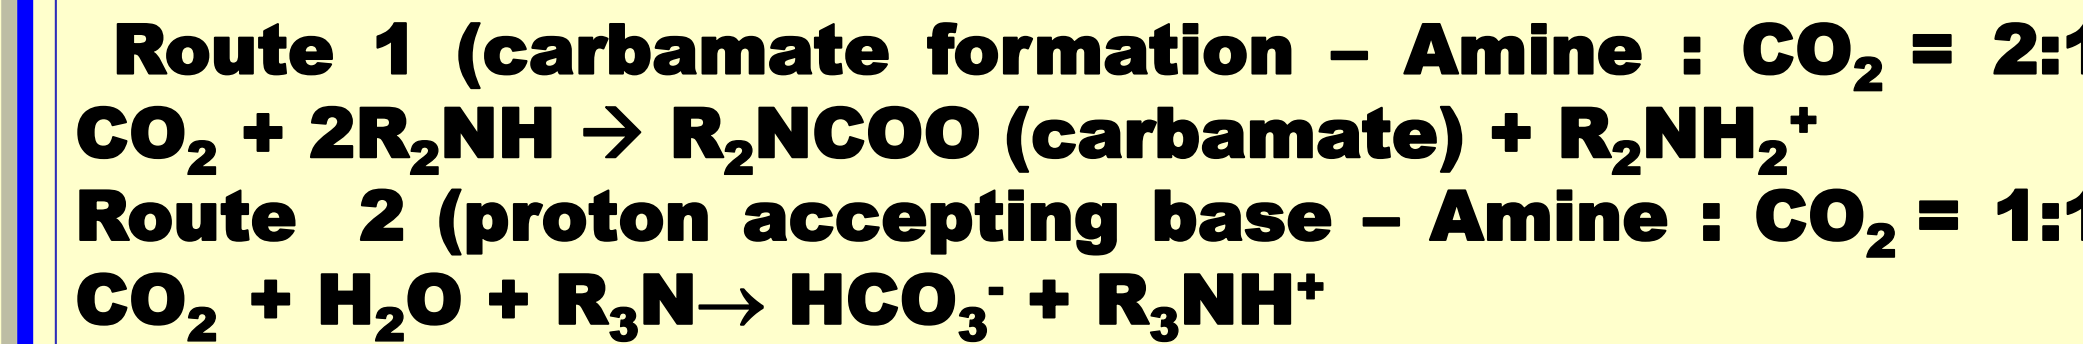 Route 1 (carbamate formation – Amine : CO₂ = 2:1
CO₂ + 2R₂NH → R₂NCOO (carbamate) + R₂NH₂⁺
Route 2 (proton accepting base – Amine : CO₂ = 1:1
CO₂ + H₂O + R₃N→ HCO₃⁻ + R₃NH⁺